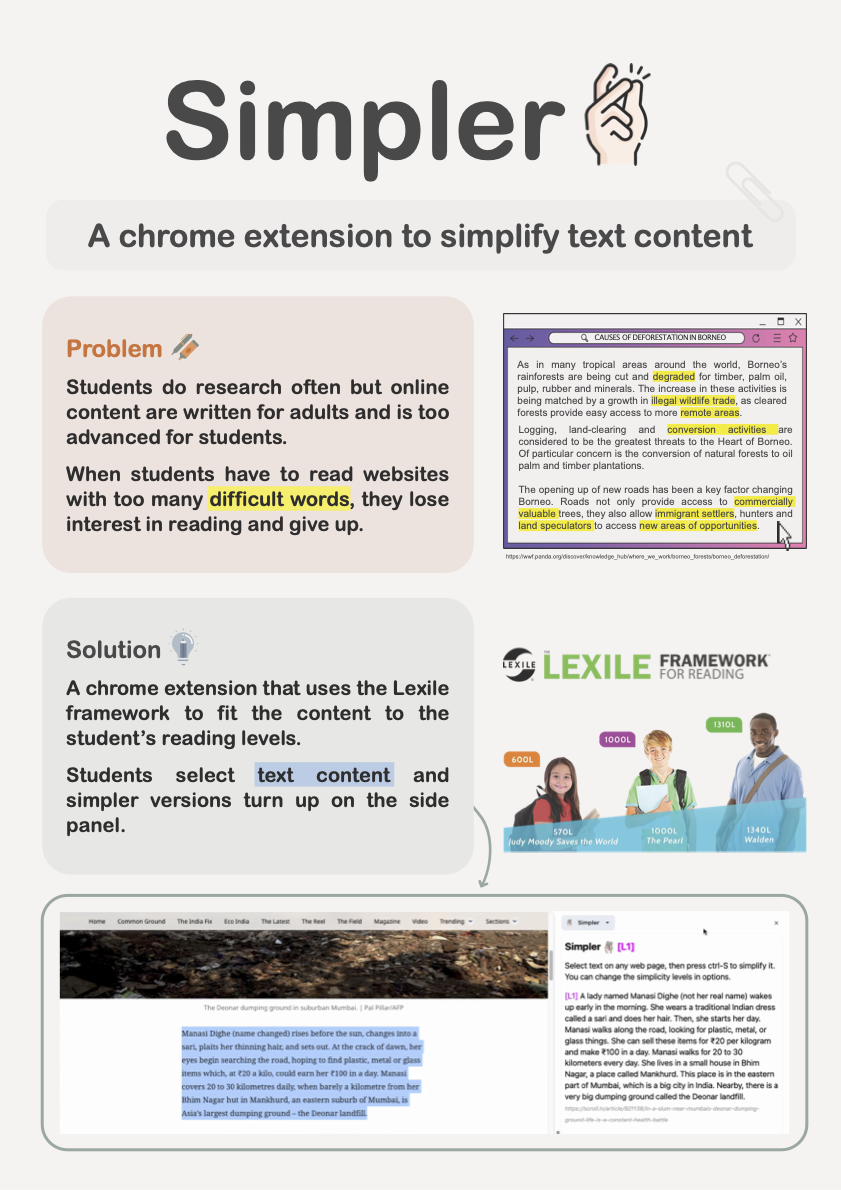 Simpler
A chrome extension to simplify text content
Problem
Students do research often but online
content are written for adults and is too
advanced for students.
When students have to read websites
with too many difficult words, they lose
interest in reading and give up.
CAUSES OF DEFORESTATION IN BORNEO
As in many tropical areas around the world, Borneo's
rainforests are being cut and degraded for timber, palm oil,
pulp, rubber and minerals. The increase in these activities is
being matched by a growth in illegal wildlife trade, as cleared
forests provide easy access to more remote areas.
Logging, land-clearing and conversion activities are
considered to be the greatest threats to the Heart of Borneo.
Of particular concern is the conversion of natural forests to oil
palm and timber plantations.
The opening up of new roads has been a key factor changing
Borneo. Roads not only provide access to commercially
valuable trees, they also allow immigrant settlers, hunters and
land speculators to access new areas of opportunities.
https://wwf.panda.org/discover/knowledge_hub/where_we_work/borneo_forests/borneo_deforestation/
Solution
A chrome extension that uses the Lexile
framework to fit the content to the
student's reading levels.
Students select text content and
simpler versions turn up on the side
panel.
LEXILE
THE LEXILE FRAMEWORK
FOR READING
600L
1000L
1310L
570L
Judy Moody Saves the World
1000L
The Pearl
1340L
Walden
Home Common Ground The India Fix Eco India The Latest The Reel The Field Magazine Video Trending Sections
The Deonar dumping ground in suburban Mumbai. | Pal Pillai/AFP
Manasi Dighe (name changed) rises before the sun, changes into a
sari, plaits her thinning hair, and sets out. At the crack of dawn, her
eyes begin searching the road, hoping to find plastic, metal or glass
items which, at ₹20 a kilo, could earn her ₹100 in a day. Manasi
covers 20 to 30 kilometres daily, when barely a kilometre from her
Bhim Nagar hut in Mankhurd, an eastern suburb of Mumbai, is
Asia's largest dumping ground – the Deonar landfill.
Simpler
Simpler [L1]
Select text on any web page, then press ctrl-S to simplify it.
You can change the simplicity levels in options.
[L1] A lady named Manasi Dighe (not her real name) wakes
up early in the morning. She wears a traditional Indian dress
called a sari and does her hair. Then, she starts her day.
Manasi walks along the road, looking for plastic, metal, or
glass things. She can sell these items for ₹20 per kilogram
and make ₹100 in a day. Manasi walks for 20 to 30
kilometers every day. She lives in a small house in Bhim
Nagar, a place called Mankhurd. This place is in the eastern
part of Mumbai, which is a big city in India. Nearby, there is a
very big dumping ground called the Deonar landfill.
https://scroll.in/article/821138/in-a-slum-near-mumbais-deonar-dumping-
ground-life-is-a-constant-health-battle